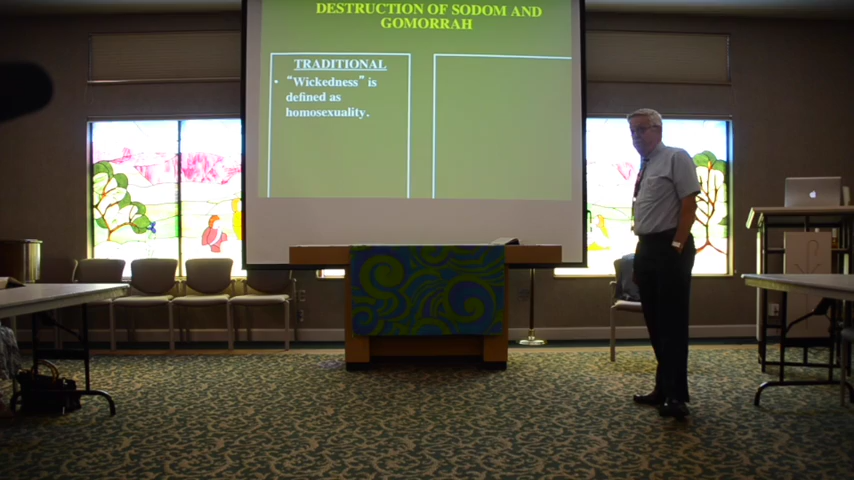 DESTRUCTION OF SODOM AND
GOMORRAH
TRADITIONAL
• “Wickedness” is
defined as
homosexuality.